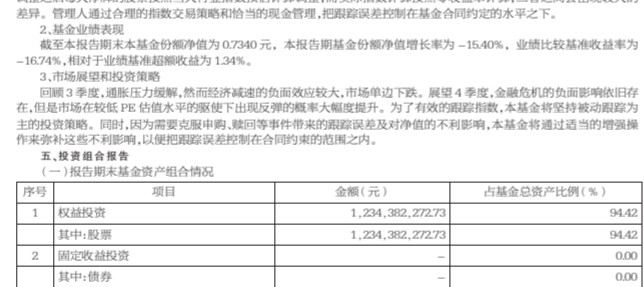 差异。管理人通过合理的指数交易策略和恰当的现金管理,把跟踪误差控制在基金合同约定的水平之下。
2、基金业绩表现
截至本报告期末本基金份额净值为 0.7340 元，本报告期基金份额净值增长率为 -15.40%，业绩比较基准收益率为
-16.74%,相对于业绩基准超额收益为 1.34%。
3、市场展望和投资策略
回顾 3 季度,通胀压力缓解,然而经济减速的负面效应较大,市场单边下跌。展望 4 季度,金融危机的负面影响依旧存
在,但是市场在较低 PE 估值水平的驱使下出现反弹的概率大幅度提升。为了有效的跟踪指数,本基金将坚持被动跟踪为
主的投资策略。同时,因为需要克服申购、赎回等事件带来的跟踪误差及对净值的不利影响,本基金将通过适当的增强操
作来弥补这些不利影响,以便把跟踪误差控制在合同约束的范围之内。
五、投资组合报告
(一)报告期末基金资产组合情况
序号 项目 金额(元) 占基金总资产比例(%)
1 权益投资 1,234,382,272.73 94.42
其中:股票 1,234,382,272.73 94.42
2 固定收益投资 - 0.00
其中:债券 - 0.00